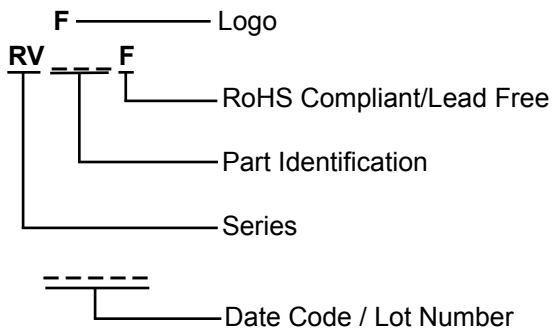 F Logo
RV _ _ _ F
RoHS Compliant/Lead Free
Part Identification
Series
_ _ _ _ _ _
Date Code / Lot Number